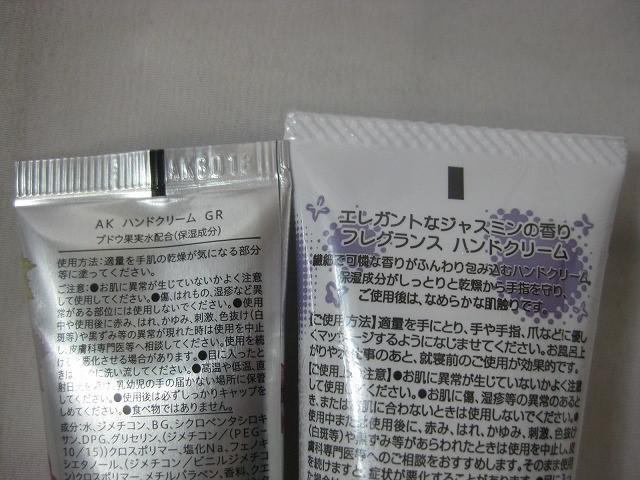 AK ハンドクリーム GR
ブドウ果実水配合(保湿成分)
使用方法:適量を手肌の乾燥が気になる部分
等に塗ってください。
ご注意:●お肌に異常が生じていないかよく注意
して使用してください。●傷、はれもの、湿疹など異
常がある部位には使用しないでください。●使用
中や使用後に赤み、はれ、かゆみ、刺激、色抜け(白
斑等)や黒ずみ等の異常が現れた時は使用を中止
し、皮膚科専門医等へ相談してください。使用を続
けると悪化させる場合があります。●目に入ったと
きは、すぐに洗い流してください。●高温や低温、直
射日光を避け、乳幼児の手の届かない場所に保管
してください。●使用後は必ずしっかりキャップを
しめてください。●食べ物ではありません。
成分:水、ジメチコン、BG、シクロペンタシロキ
サン、DPG、グリセリン、(ジメチコン/(PEG-
10/15))クロスポリマー、塩化Na、フェノキ
シエタノール、(ジメチコン/ビニルジメチコ
ン)クロスポリマー、メチルパラベン、香料、クエ
エレガントなジャスミンの香り
フレグランス ハンドクリーム
繊細で可憐な香りがふんわり包み込むハンドクリーム
保湿成分がしっとりと乾燥から手指を守り、
ご使用後は、なめらかな肌触りです。
【ご使用方法】適量を手にとり、手や手指、爪などに優し
くマッサージするようになじませてください。お風呂上
がりや水仕事のあと、就寝前のご使用が効果的です。
【ご使用上の注意】●お肌に異常が生じていないかよく注意
して使用してください。●お肌に傷、湿疹等の異常のあると
き、または、お肌に合わないときは使用しないでください。●
使用中または使用後に、赤み、はれ、かゆみ、刺激、色抜け
(白斑等)や黒ずみ等があらわれたときは使用を中止し、皮
膚科専門医等へのご相談をおすすめします。そのまま使用
を続けますと症状が悪化することがあります。